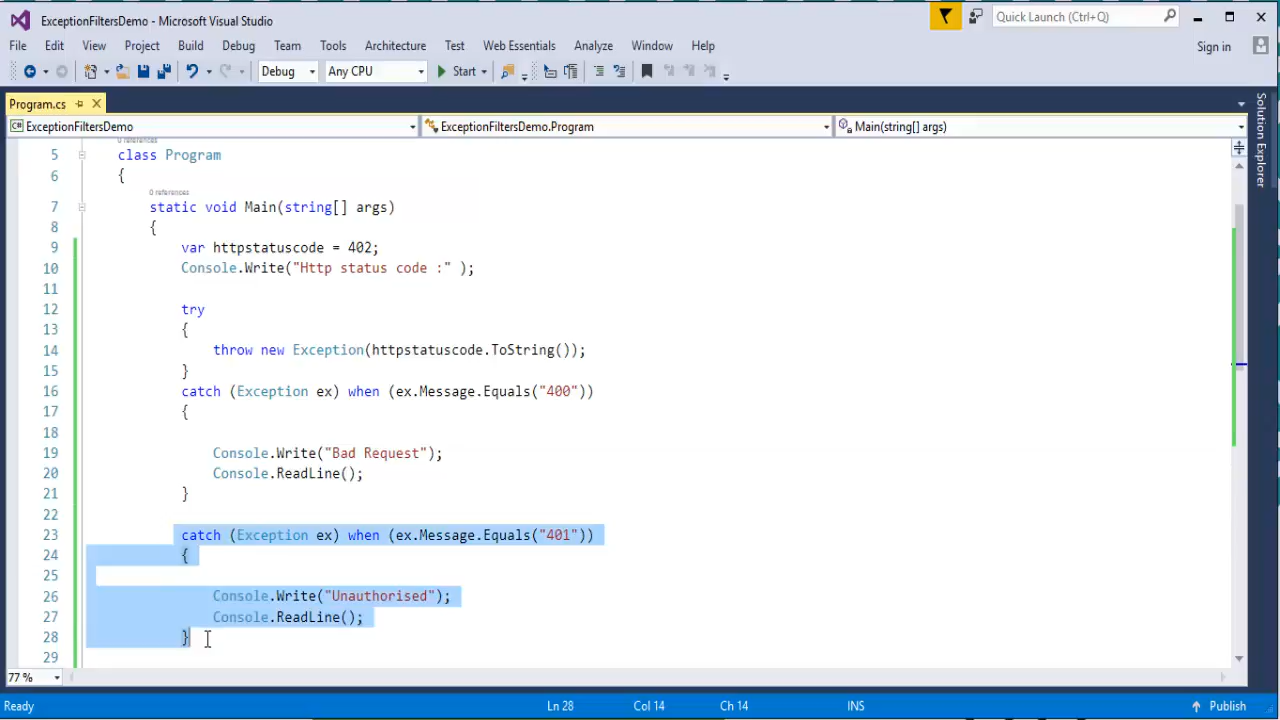 ExceptionFiltersDemo - Microsoft Visual Studio
Quick Launch (Ctrl+Q)
File Edit View Project Build Debug Team Tools Architecture Test Web Essentials Analyze Window Help
Sign in
Debug Any CPU Start
Program.cs
Solution Explorer
C# ExceptionFiltersDemo ExceptionFiltersDemo.Program Main(string[] args)
0 references
5 class Program
6 {
0 references
7 static void Main(string[] args)
8 {
9 var httpstatuscode = 402;
10 Console.Write("Http status code :" );
11
12 try
13 {
14 throw new Exception(httpstatuscode.ToString());
15 }
16 catch (Exception ex) when (ex.Message.Equals("400"))
17 {
18
19 Console.Write("Bad Request");
20 Console.ReadLine();
21 }
22
23 catch (Exception ex) when (ex.Message.Equals("401"))
24 {
25
26 Console.Write("Unauthorised");
27 Console.ReadLine();
28 }
29
77 %
Ready Ln 28 Col 14 Ch 14 INS Publish